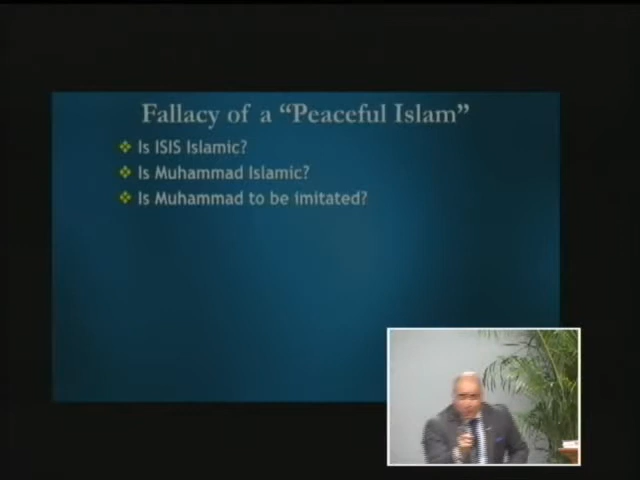 Fallacy of a “Peaceful Islam”
Is ISIS Islamic?
Is Muhammad Islamic?
Is Muhammad to be imitated?